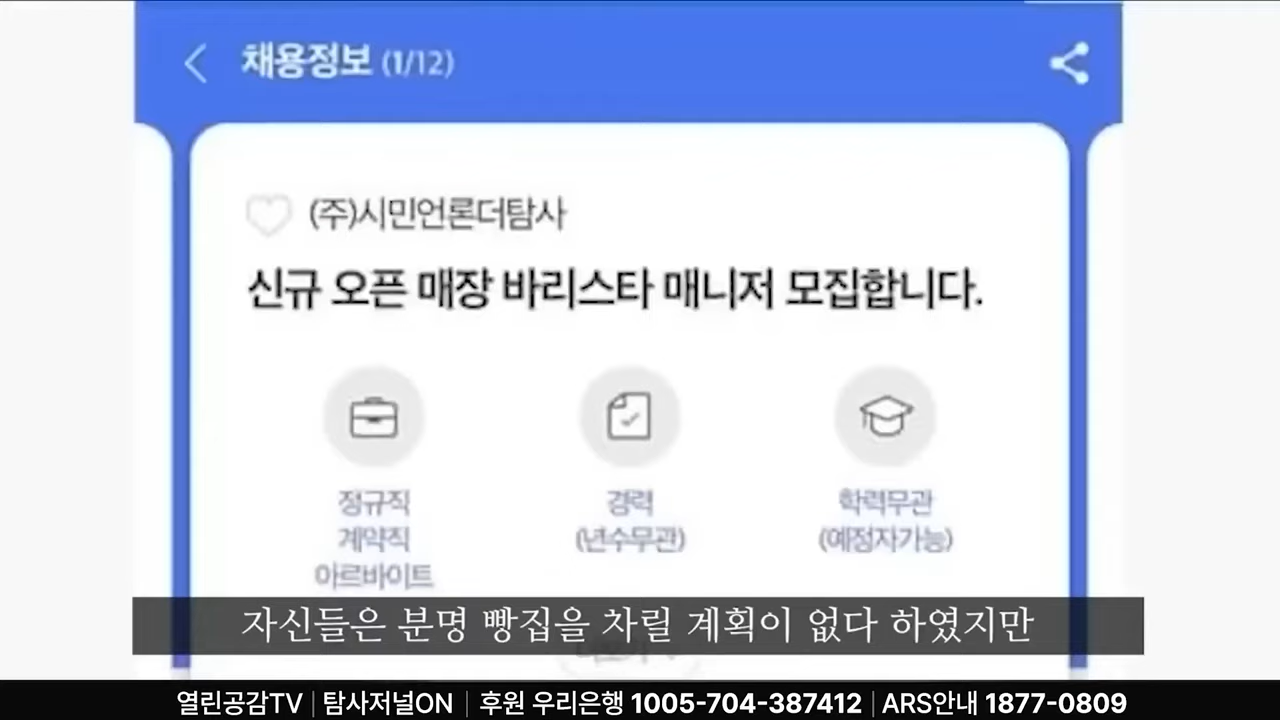 채용정보 (1/12)
(주)시민언론더탐사
신규 오픈 매장 바리스타 매니저 모집합니다.
정규직
계약직
아르바이트
경력
(년수무관)
학력무관
(예정자가능)
자신들은 분명 빵집을 차릴 계획이 없다 하였지만
열린공감TV | 탐사저널ON | 후원 우리은행 1005-704-387412 | ARS안내 1877-0809